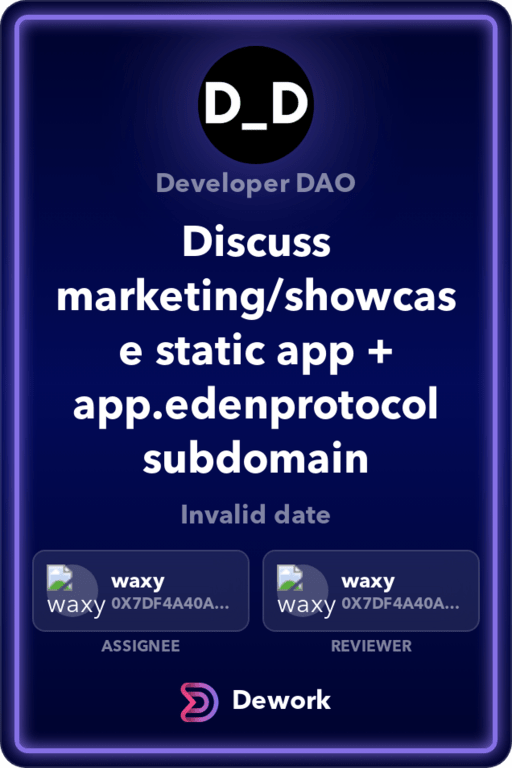 D_D
Developer DAO
Discuss
marketing/showcas
e static app +
app.edenprotocol
subdomain
Invalid date
waxy
waxy
0X7DF4A40A...
ASSIGNEE
waxy
waxy
0X7DF4A40A...
REVIEWER
Dework